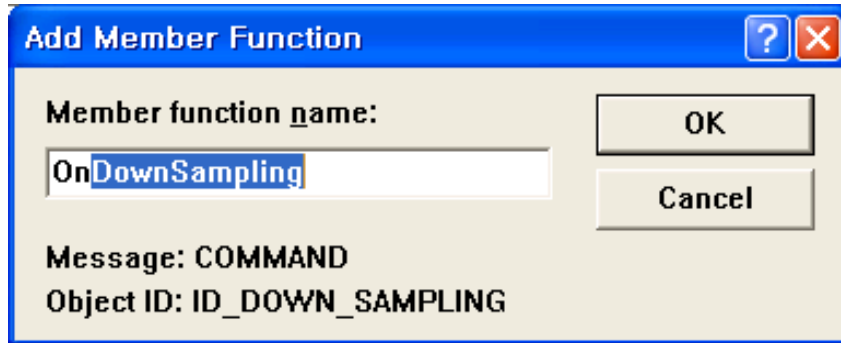 Add Member Function
Member function name:
OnDownSampling
OK
Cancel
Message: COMMAND
Object ID: ID_DOWN_SAMPLING